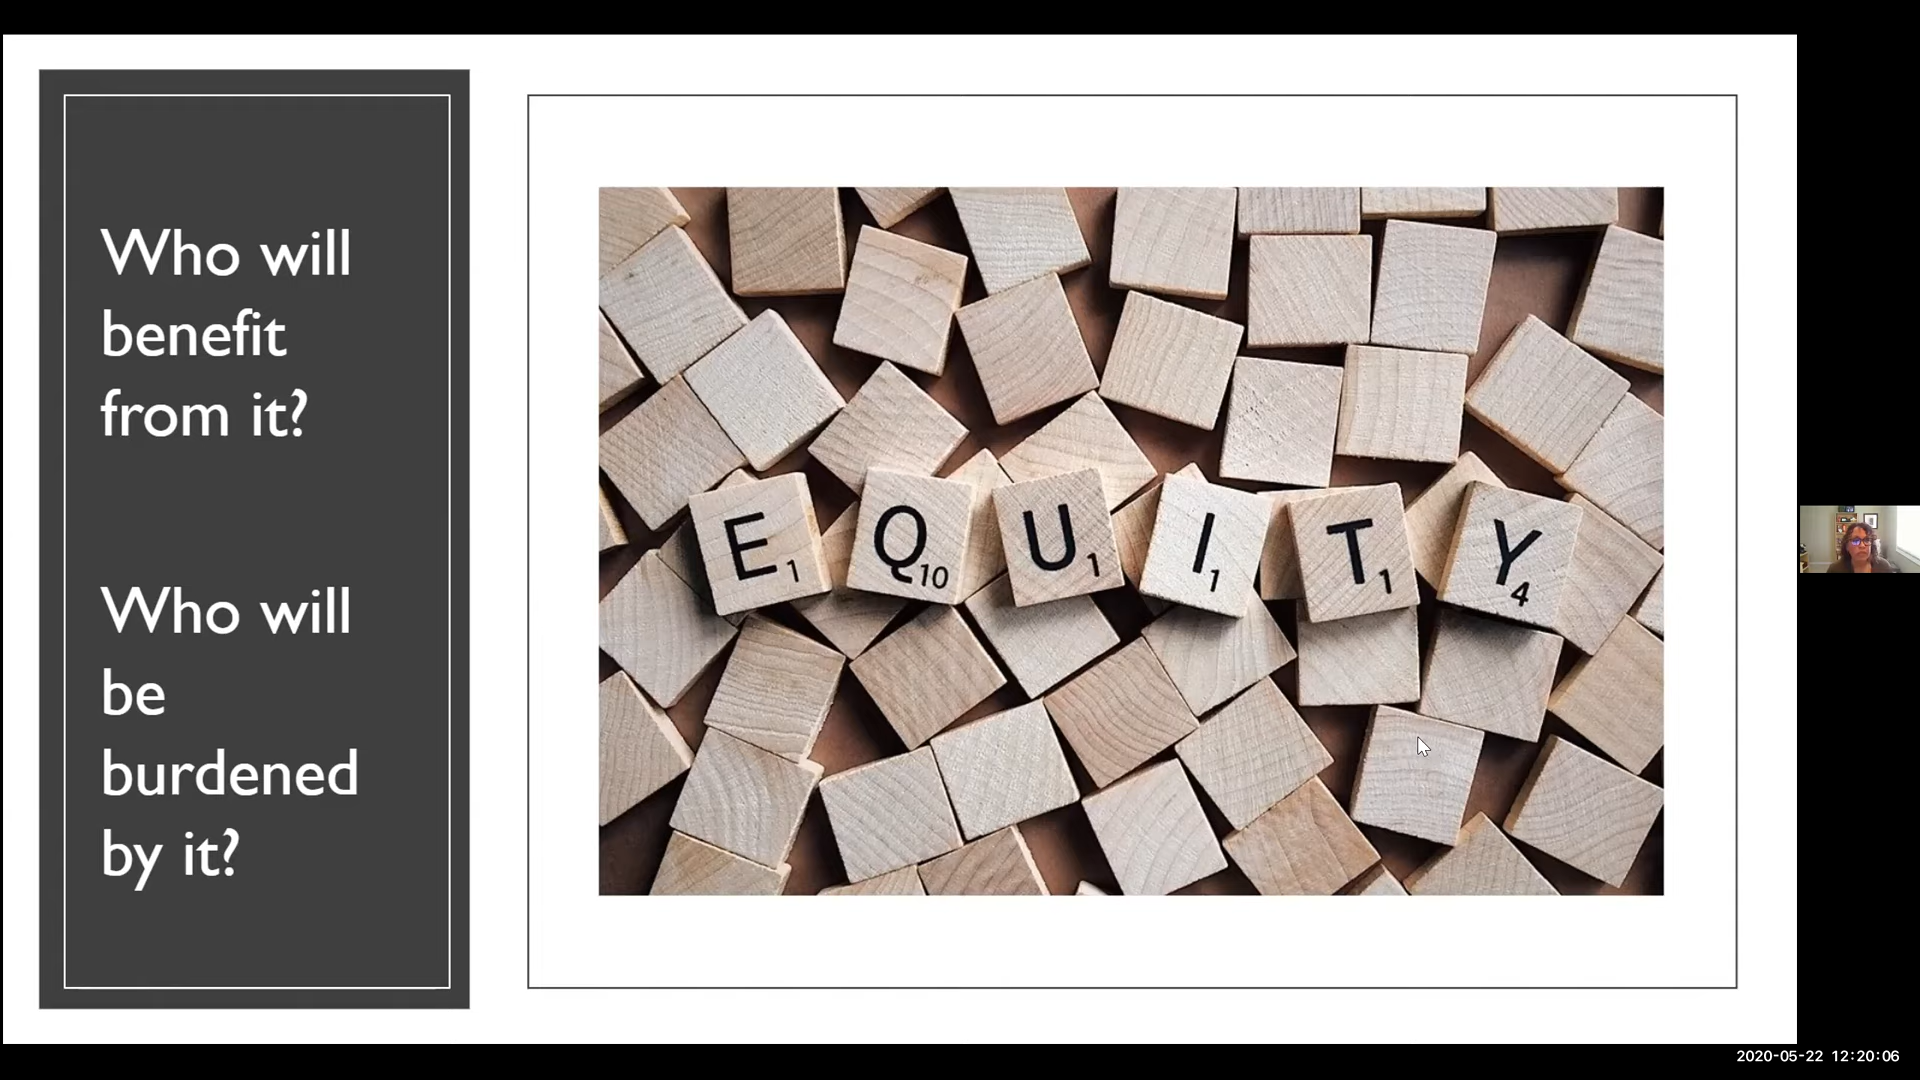 Who will
benefit
from it?
Who will
be
burdened
by it?
E1 Q10 U1 I1 T1 Y4
2020-05-22 12:20:06